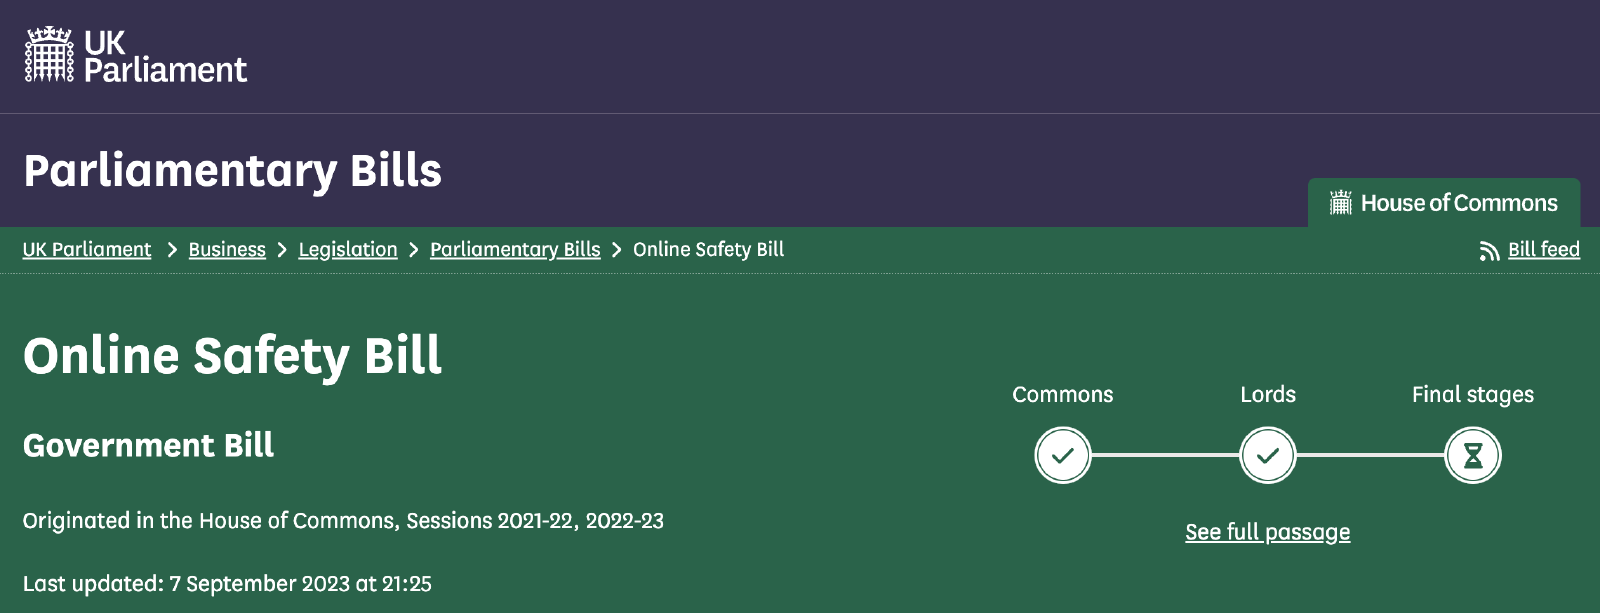 UK
Parliament
Parliamentary Bills
House of Commons
UK Parliament > Business > Legislation > Parliamentary Bills > Online Safety Bill
Bill feed
Online Safety Bill
Government Bill
Originated in the House of Commons, Sessions 2021-22, 2022-23
Last updated: 7 September 2023 at 21:25
Commons Lords Final stages
See full passage